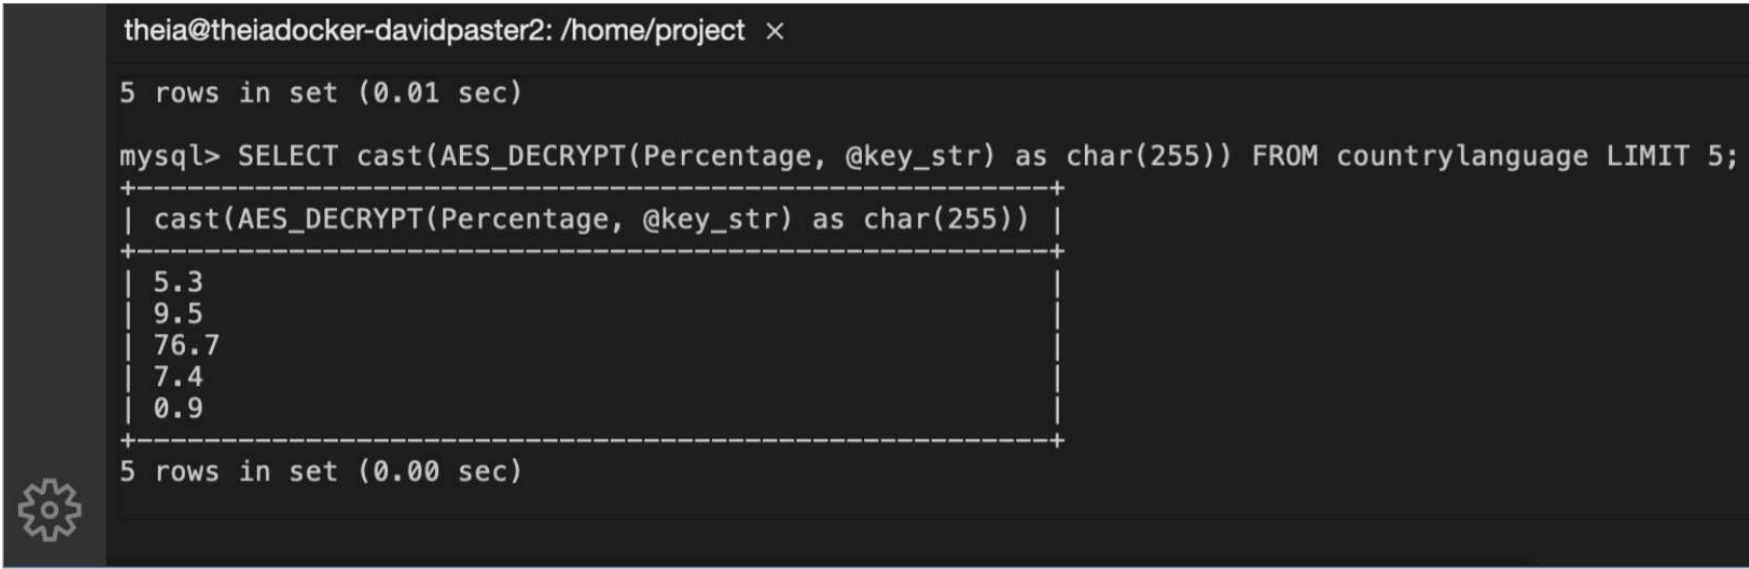 theia@theiadocker-davidpaster2: /home/project ×
5 rows in set (0.01 sec)
mysql> SELECT cast(AES_DECRYPT(Percentage, @key_str) as char(255)) FROM countrylanguage LIMIT 5;
+------------------------------------------------------+
| cast(AES_DECRYPT(Percentage, @key_str) as char(255)) |
+------------------------------------------------------+
| 5.3                                                  |
| 9.5                                                  |
| 76.7                                                 |
| 7.4                                                  |
| 0.9                                                  |
+------------------------------------------------------+
5 rows in set (0.00 sec)